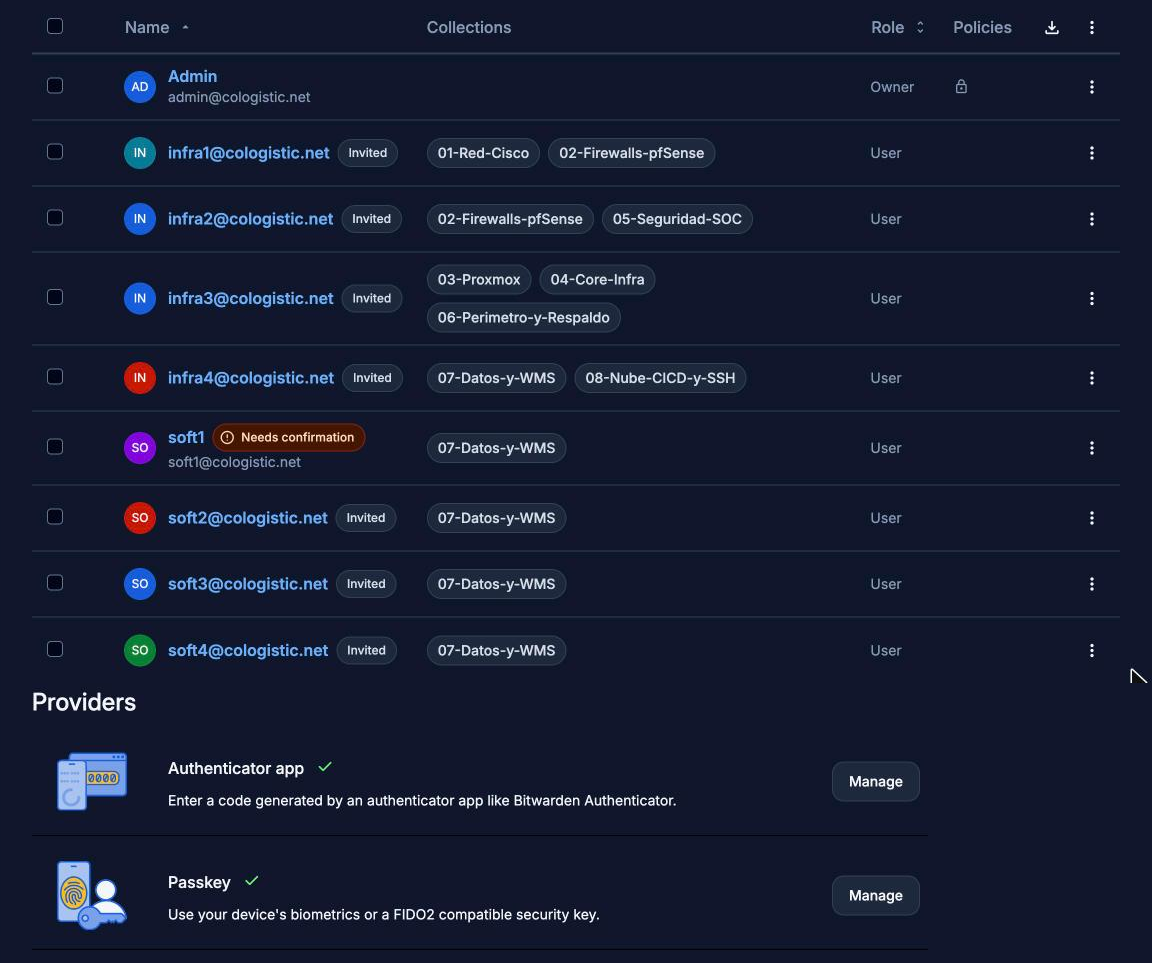 Name Collections Role Policies
AD Admin Owner
admin@cologistic.net
IN infra1@cologistic.net Invited 01-Red-Cisco 02-Firewalls-pfSense User
IN infra2@cologistic.net Invited 02-Firewalls-pfSense 05-Seguridad-SOC User
03-Proxmox 04-Core-Infra
IN infra3@cologistic.net Invited User
06-Perimetro-y-Respaldo
IN infra4@cologistic.net Invited 07-Datos-y-WMS 08-Nube-CICD-y-SSH User
SO soft1 Needs confirmation 07-Datos-y-WMS User
soft1@cologistic.net
SO soft2@cologistic.net Invited 07-Datos-y-WMS User
SO soft3@cologistic.net Invited 07-Datos-y-WMS User
SO soft4@cologistic.net Invited 07-Datos-y-WMS User
Providers
Authenticator app
0000
Enter a code generated by an authenticator app like Bitwarden Authenticator.
Manage
Passkey
Use your device's biometrics or a FIDO2 compatible security key.
Manage